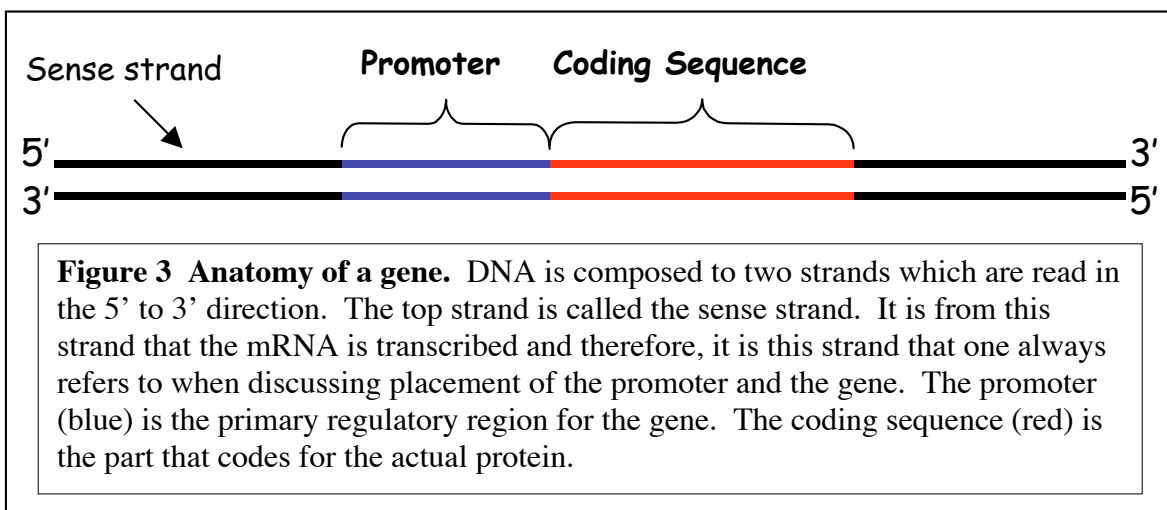 Sense strand
Promoter
Coding Sequence
5’
3’
3’
5’
Figure 3 Anatomy of a gene. DNA is composed to two strands which are read in
the 5’ to 3’ direction. The top strand is called the sense strand. It is from this
strand that the mRNA is transcribed and therefore, it is this strand that one always
refers to when discussing placement of the promoter and the gene. The promoter
(blue) is the primary regulatory region for the gene. The coding sequence (red) is
the part that codes for the actual protein.